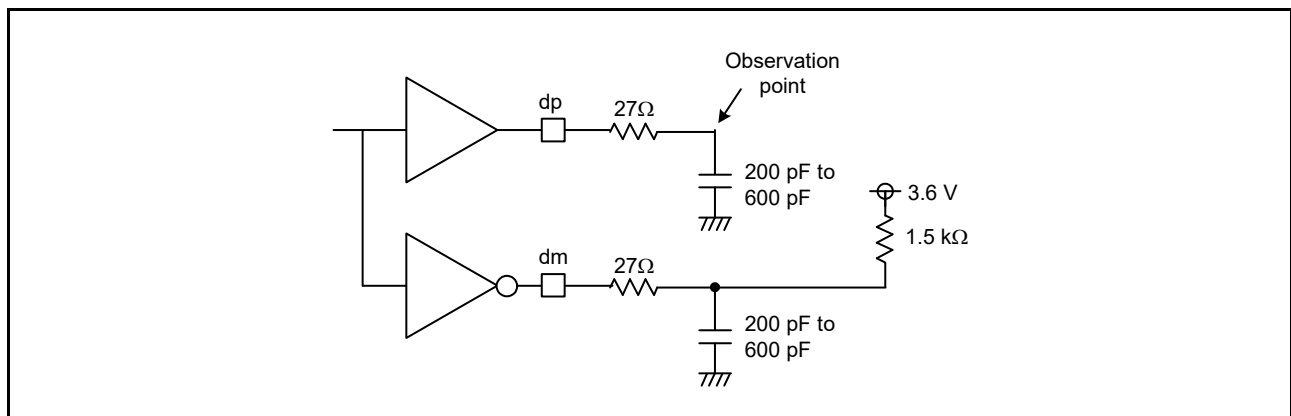 Observation
point
dp
27Ω
200 pF to
600 pF
3.6 V
1.5 kΩ
dm
27Ω
200 pF to
600 pF